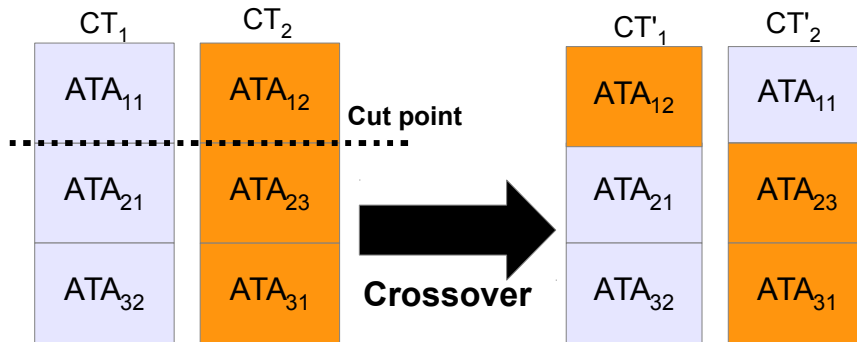 CT₁ CT₂ CT'₁ CT'₂
ATA₁₁ ATA₁₂ ATA₁₂ ATA₁₁
Cut point
ATA₂₁ ATA₂₃ ATA₂₁ ATA₂₃
Crossover
ATA₃₂ ATA₃₁ ATA₃₂ ATA₃₁